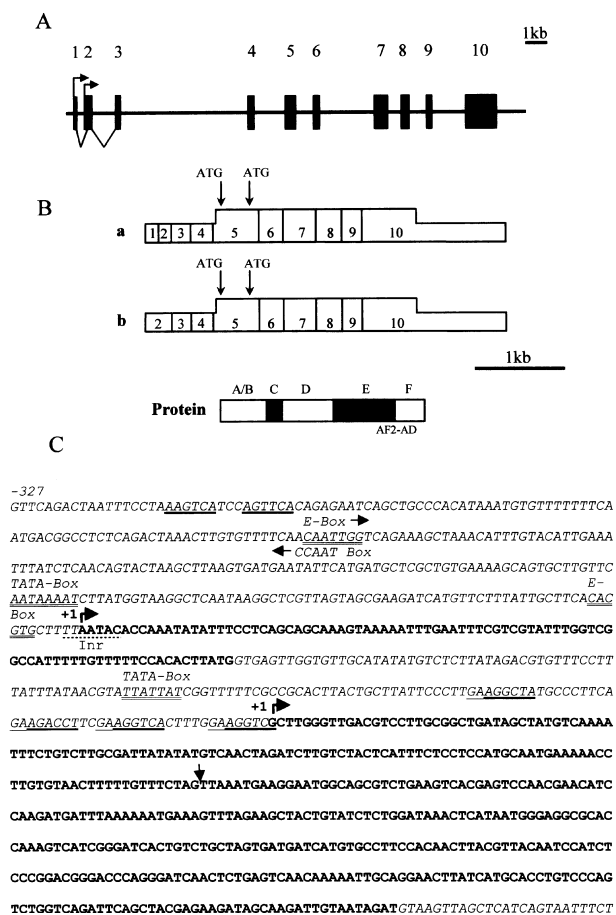 A
1kb
1 2 3 4 5 6 7 8 9 10
ATG ATG
B
a 1 2 3 4 5 6 7 8 9 10
ATG ATG
b 2 3 4 5 6 7 8 9 10
1kb
A/B C D E F
Protein
AF2-AD
C
-327
GTTCAGACTAATTTCCTAAAGTCATCCAGTTCACAGAGAATCAGCTGCCCACATAAATGTGTTTTTTTCA
E-Box
ATGACGGCCTCTCAGACTAAACTTGTGTTTTCAACAATTGGTCAGAAAGCTAAACATTTGTACATTGAAA
CCAAT Box
TTTATCTCAACAGTACTAAGCTTAAGTGATGAATATTCATGATGCTCGCTGTGAAAAGCAGTGCTTGTTC
TATA-Box E-
AATAAAATCTTATGGTAAGGCTCAATAAGGCTCGTTAGTAGCGAAGATCATGTTCTTTATTGCTTCACAC
Box +1
GTGCTTTTAATACACCAAATATATTTCCTCAGCAGCAAAGTAAAAATTTGAATTTCGTCGTATTTGGTCG
Inr
GCCATTTTTGTTTTTCCACACTTATGGTGAGTTGGTGTTGCATATATGTCTCTTATAGACGTGTTTCCTT
TATA-Box
TATTTATAACGTATTATTATCGGTTTTTCGCCGCACTTACTGCTTATTCCCTTGAAGGCTATGCCCTTCA
+1
GAAGACCTTCGAAGGTCACTTTGGAAGGTCGCTTGGGTTGACGTCCTTGCGGCTGATAGCTATGTCAAAA
TTTCTGTCTTGCGATTATATATGTCAACTAGATCTTGTCTACTCATTTCTCCTCCATGCAATGAAAAACC
TTGTGTAACTTTTTGTTTCTAGTTAAATGAAGGAATGGCAGCGTCTGAAGTCACGAGTCCAACGAACATC
CAAGATGATTTAAAAAATGAAAGTTTAGAAGCTACTGTATCTCTGGATAAACTCATAATGGGAGGCGCAC
CAAAGTCATCGGGATCACTGTCTGCTAGTGATGATCATGTGCCTTCCACAACTTACGTTACAATCCATCT
CCCGGACGGGACCCAGGGATCAACTCTGAGTCAACAAAAATTGCAGGAACTTATCATGCACCTGTCCCAG
TCTGGTCAGATTCAGCTACGAGAAGATAGCAAGATTGTAATAGATGTAAGTTAGCTCATCAGTAATTTCT